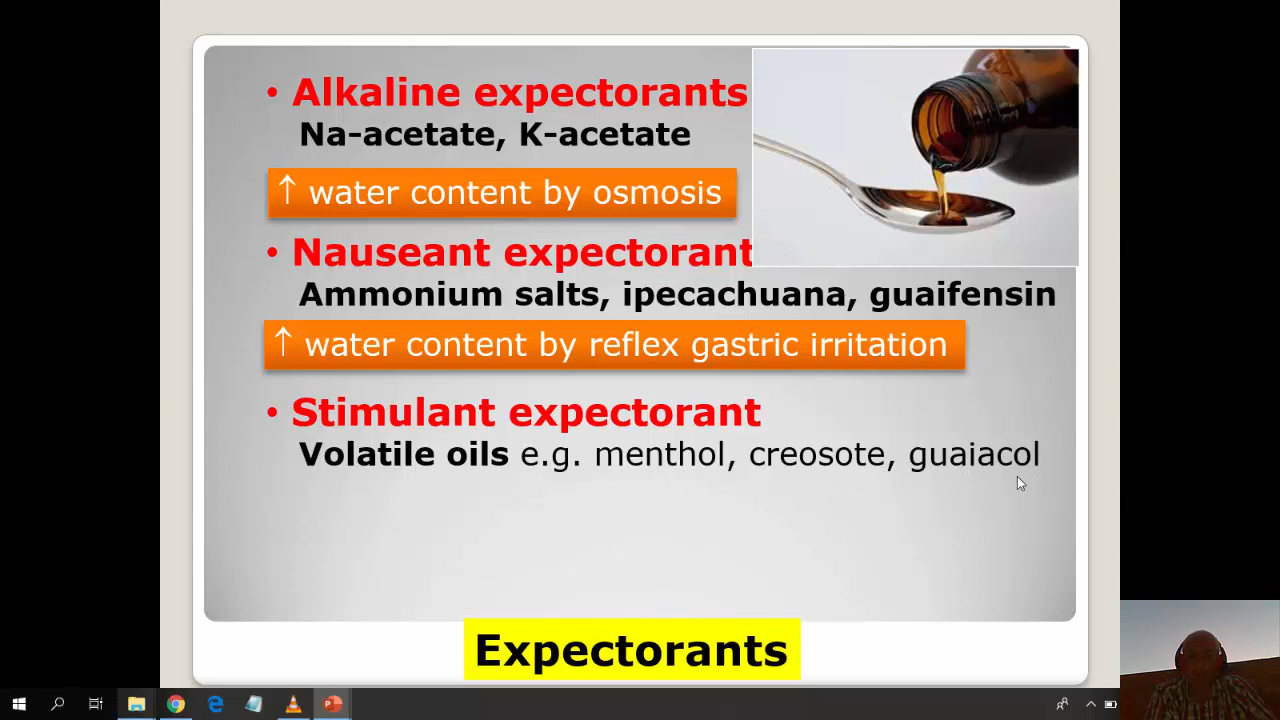 • Alkaline expectorants
Na-acetate, K-acetate
↑ water content by osmosis
• Nauseant expectorant
Ammonium salts, ipecachuana, guaifensin
↑ water content by reflex gastric irritation
• Stimulant expectorant
Volatile oils e.g. menthol, creosote, guaiacol
Expectorants